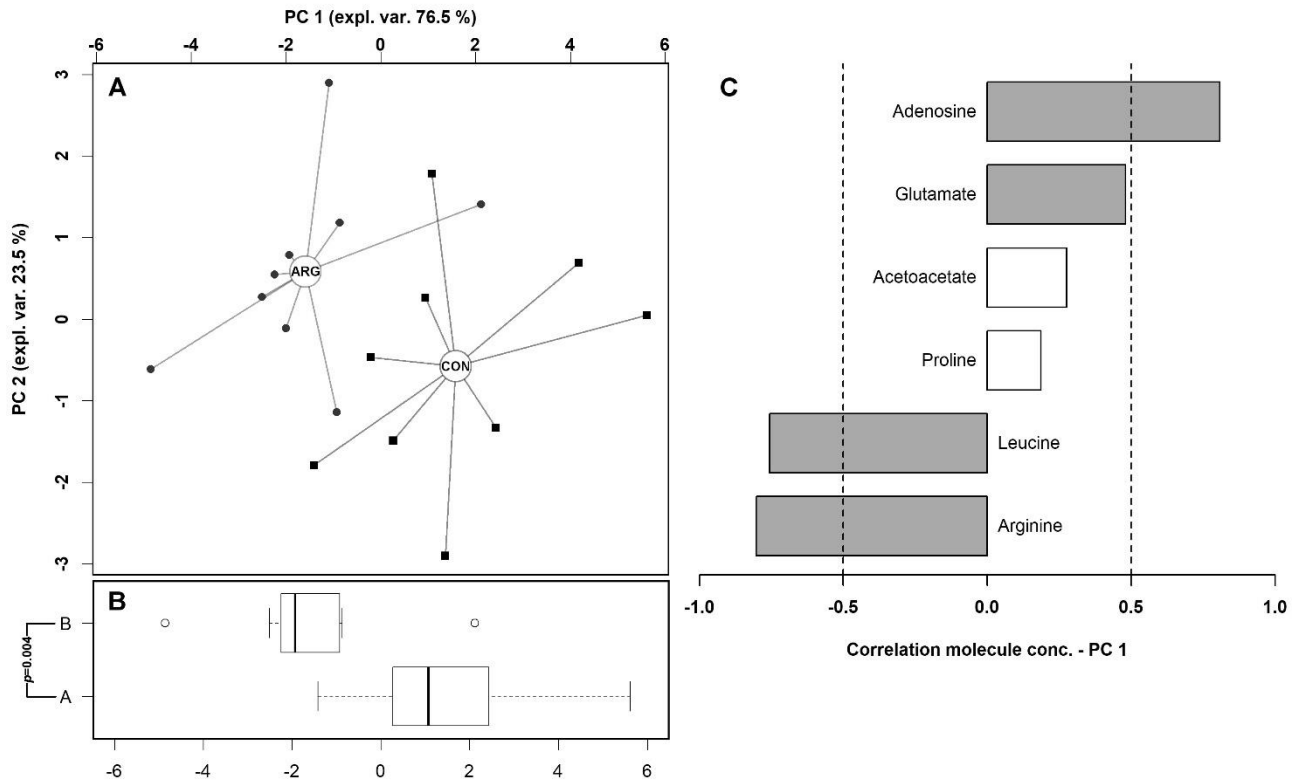 PC 1 (expl. var. 76.5 %)
-6 -4 -2 0 2 4 6
A
3
2
1
0
-1
-2
-3
PC 2 (expl. var. 23.5 %)
ARG
CON
B
B
A
p=0.004
-6 -4 -2 0 2 4 6
C
Adenosine
Glutamate
Acetoacetate
Proline
Leucine
Arginine
-1.0 -0.5 0.0 0.5 1.0
Correlation molecule conc. - PC 1